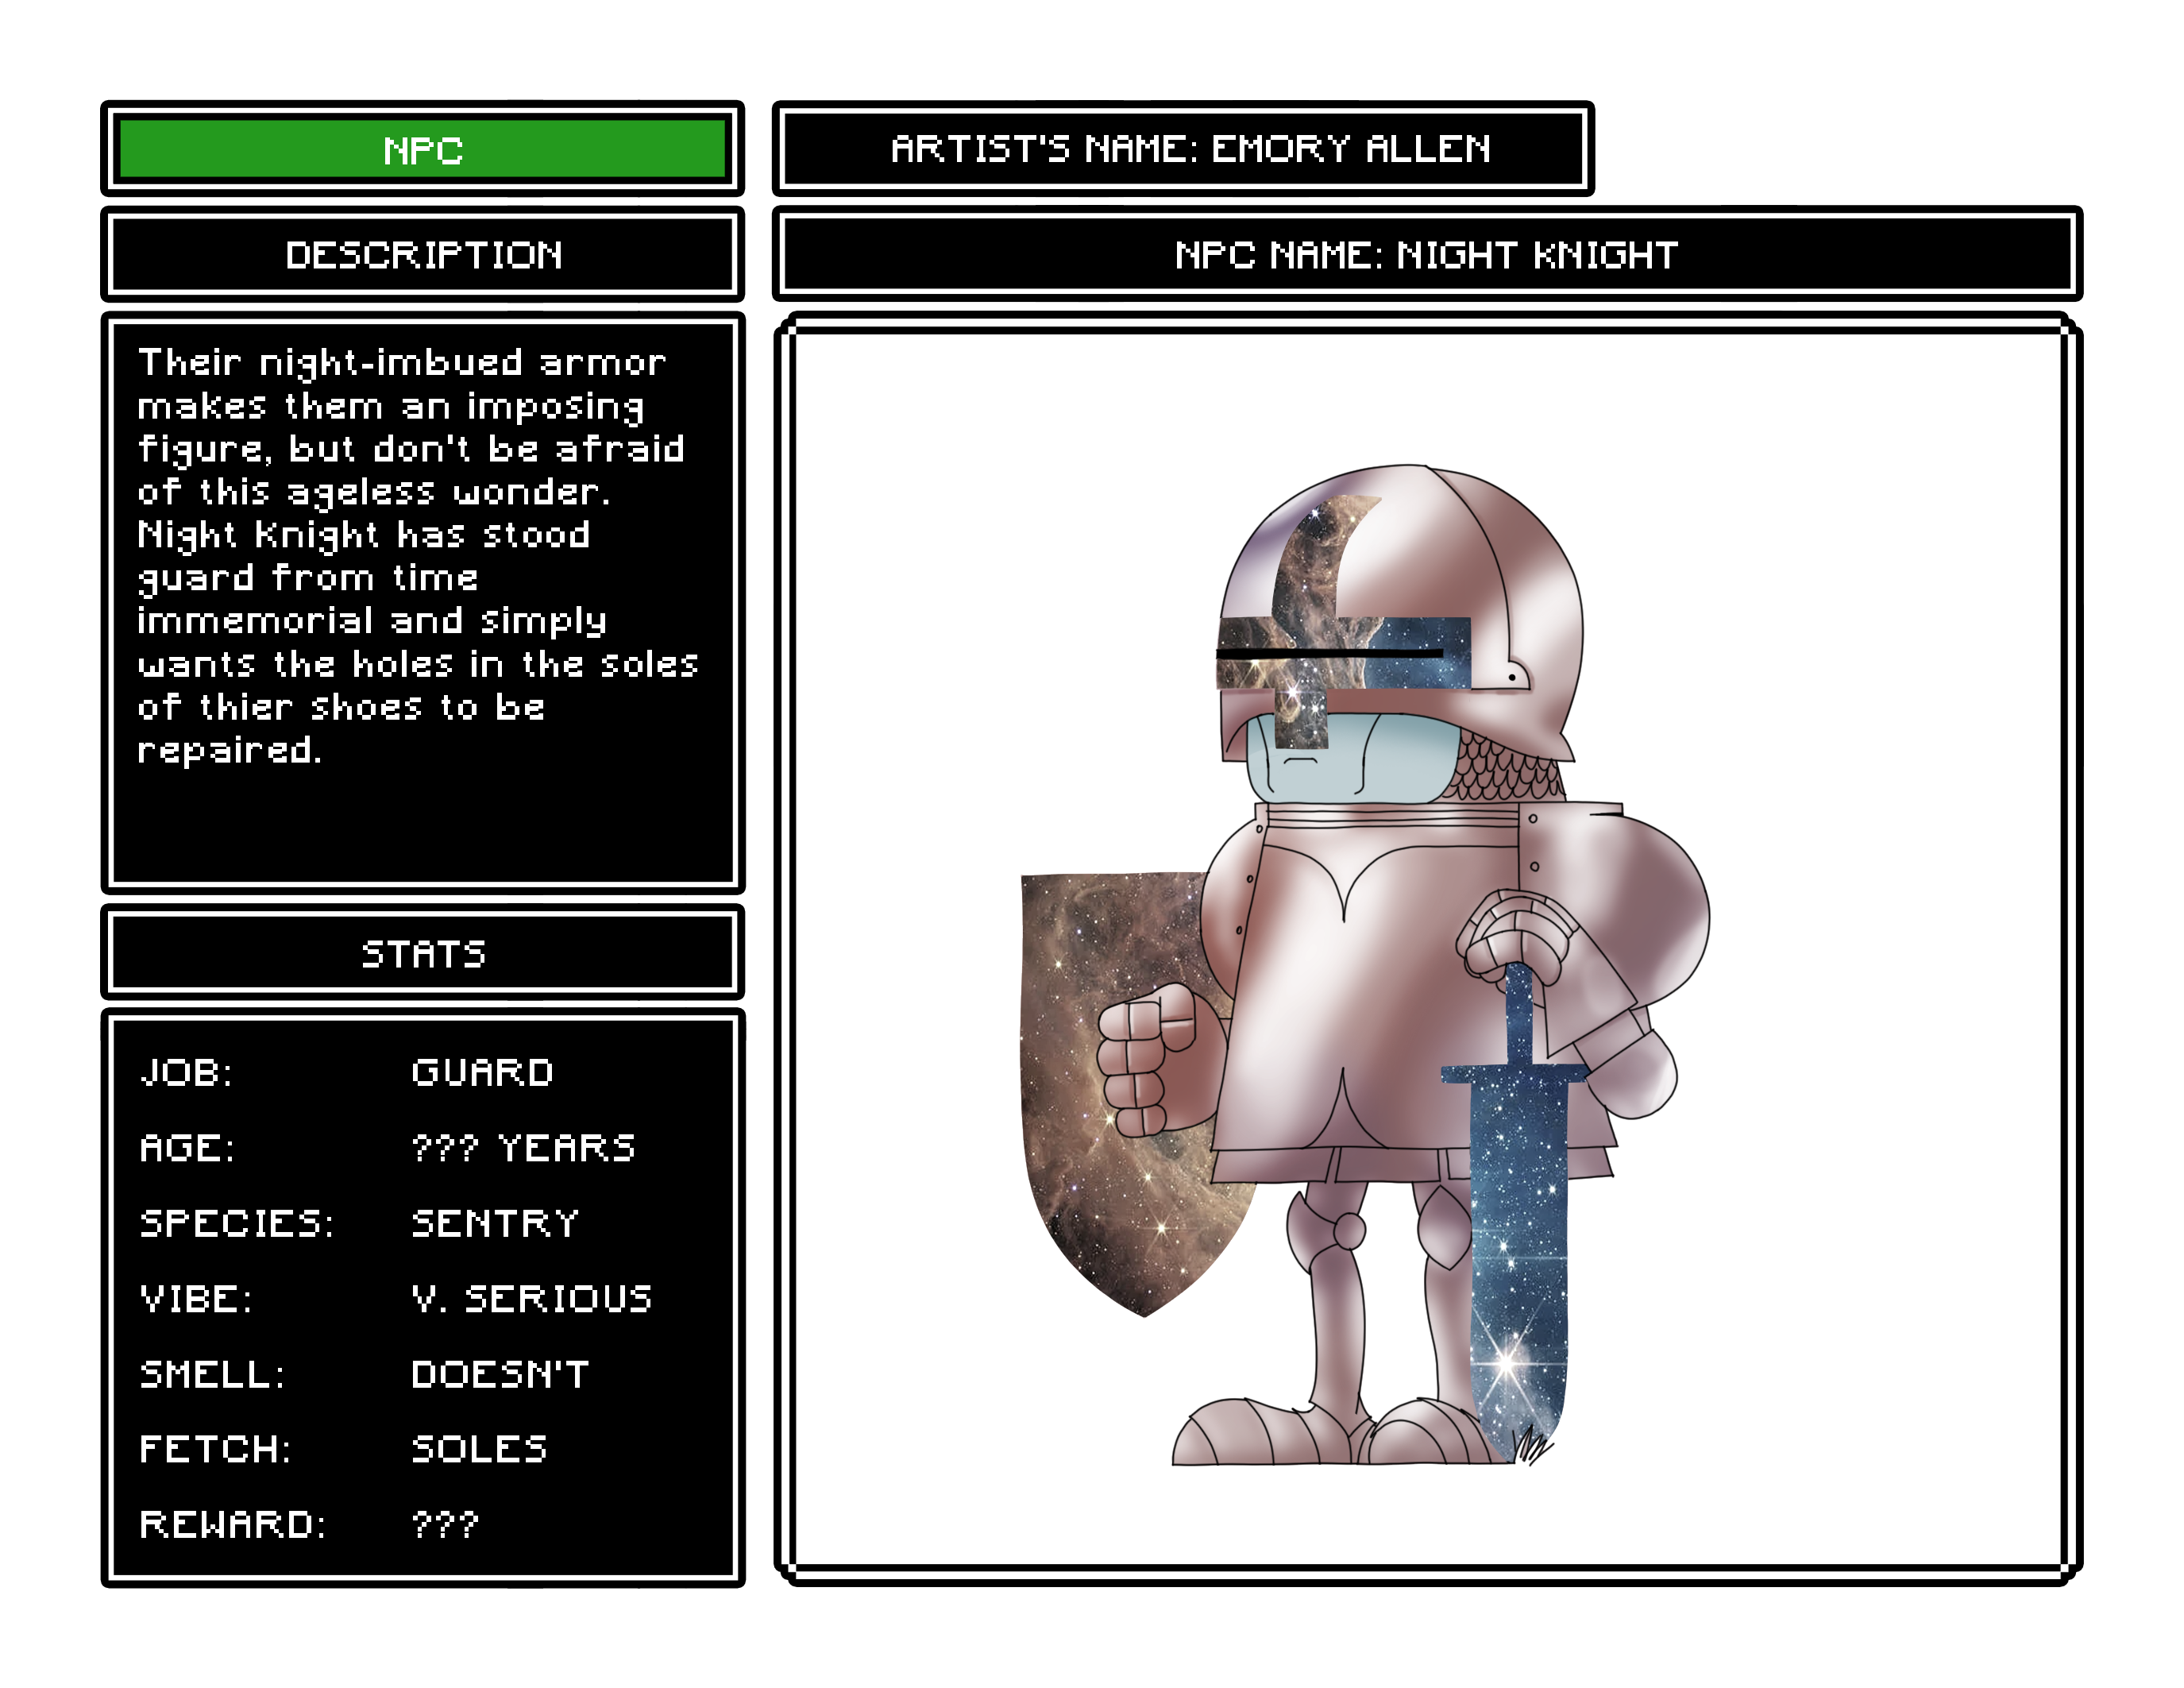 NPC
ARTIST'S NAME: EMORY ALLEN
DESCRIPTION
NPC NAME: NIGHT KNIGHT
Their night-imbued armor
makes them an imposing
figure, but don't be afraid
of this ageless wonder.
Night Knight has stood
guard from time
immemorial and simply
wants the holes in the soles
of thier shoes to be
repaired.
STATS
JOB: GUARD
AGE: ??? YEARS
SPECIES: SENTRY
VIBE: V. SERIOUS
SMELL: DOESN'T
FETCH: SOLES
REWARD: ???